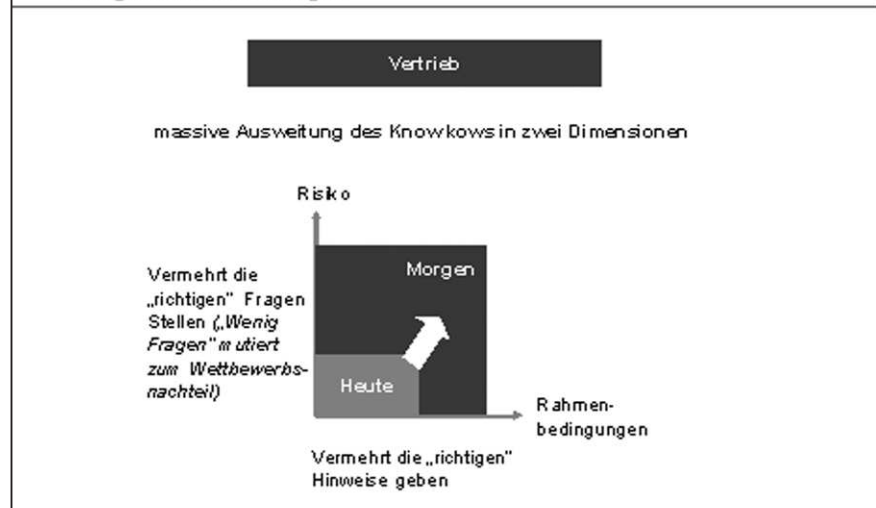 Vertrieb
massive Ausweitung des Knowkows in zwei Dimensionen
Risiko
Morgen
Vermehrt die
„richtigen" Fragen
Stellen („Wenig
Fragen" mutiert
zum Wettbewerbs-
nachteil)
Heute
Rahmen-
bedingungen
Vermehrt die „richtigen"
Hinweise geben